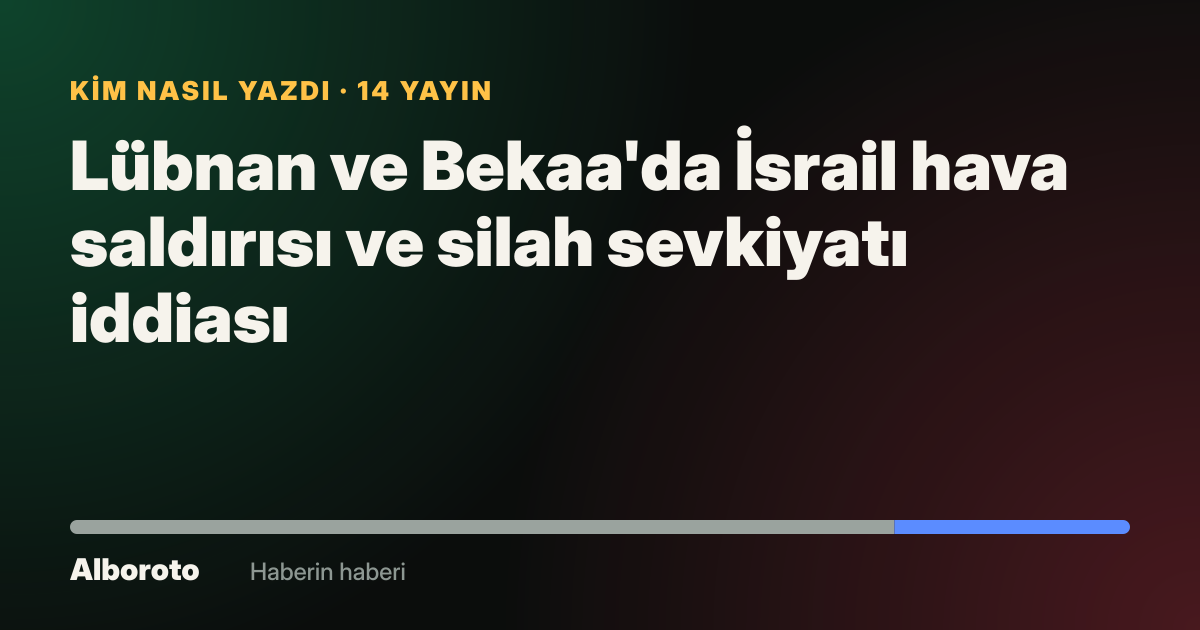 KİM NASIL YAZDI · 14 YAYIN
Lübnan ve Bekaa'da İsrail hava
saldırısı ve silah sevkiyatı
iddiası
Alboroto
Haberin haberi